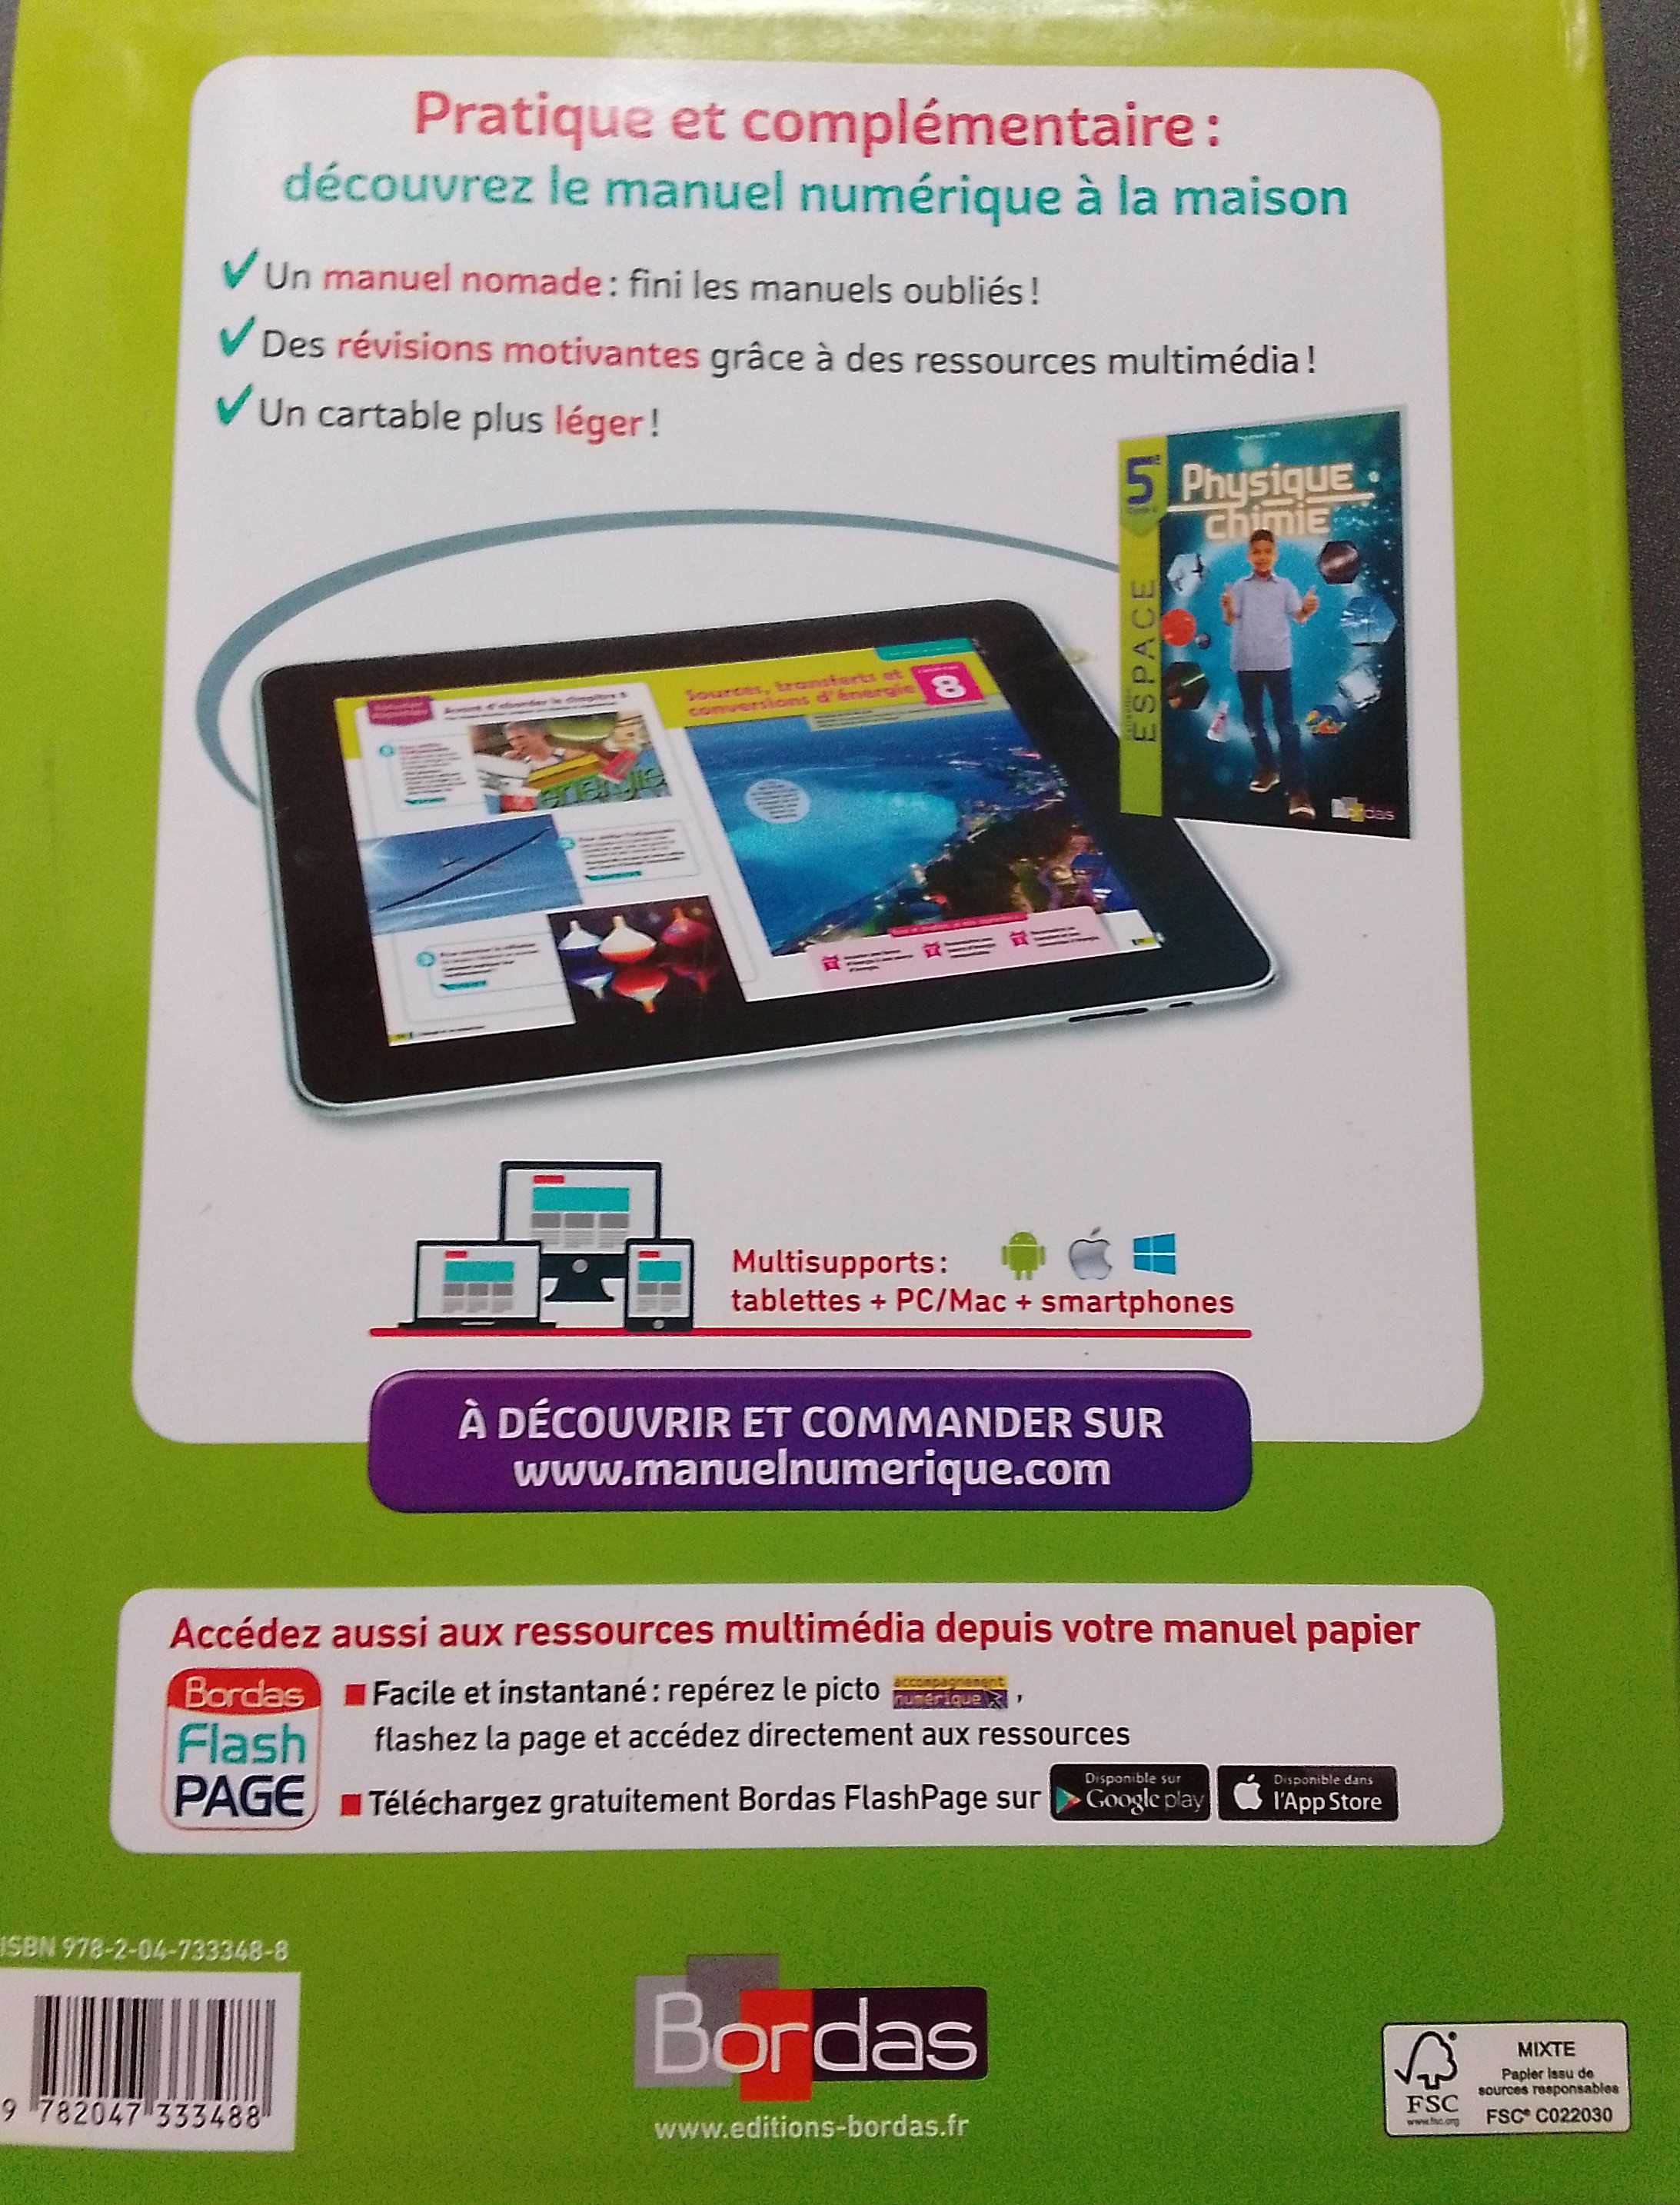 Pratique et complémentaire :
découvrez le manuel numérique à la maison
Un manuel nomade : fini les manuels oubliés !
Des révisions motivantes grâce à des ressources multimédia !
Un cartable plus léger !
5e
Physique
chimie
ESPACE
Bordas
Avant d'aborder le chapitre 8
Sources, transferts et
conversions d'énergie
8
énergie
Multisupports :
tablettes + PC/Mac + smartphones
À DÉCOUVRIR ET COMMANDER SUR
www.manuelnumerique.com
Accédez aussi aux ressources multimédia depuis votre manuel papier
Bordas
Flash
PAGE
Facile et instantané : repérez le picto accompagnement numérique ,
flashez la page et accédez directement aux ressources
Téléchargez gratuitement Bordas FlashPage sur
Disponible sur
Google play
Disponible dans
l'App Store
ISBN 978-2-04-733348-8
9 782047 333488
Bordas
www.editions-bordas.fr
FSC
www.fsc.org
MIXTE
Papier issu de
sources responsables
FSC® C022030